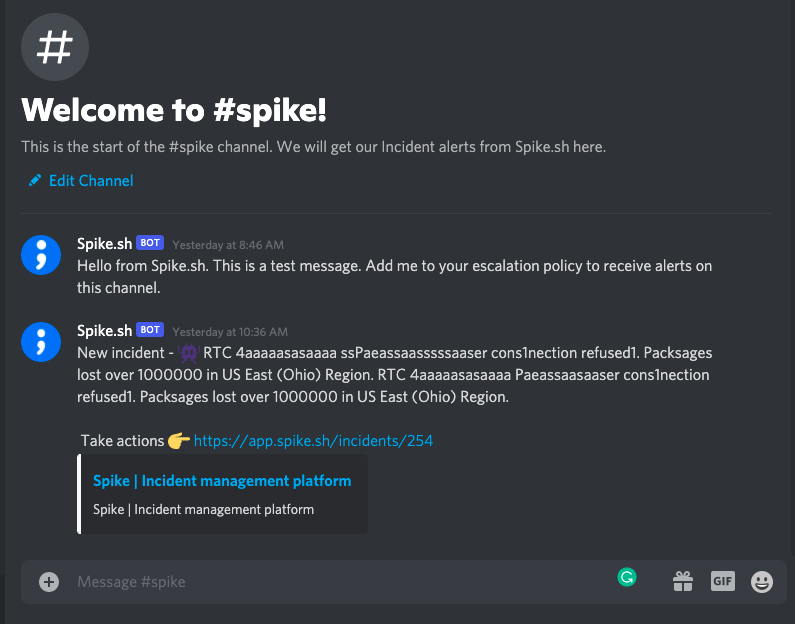 #
Welcome to #spike!
This is the start of the #spike channel. We will get our Incident alerts from Spike.sh here.
Edit Channel
Spike.sh BOT Yesterday at 8:46 AM
Hello from Spike.sh. This is a test message. Add me to your escalation policy to receive alerts on
this channel.
Spike.sh BOT Yesterday at 10:36 AM
New incident - 👾 RTC 4aaaaasasaaaa ssPaeassaasssssaaser cons1nection refused1. Packsages
lost over 1000000 in US East (Ohio) Region. RTC 4aaaaasasaaaa Paeassaasaaser cons1nection
refused1. Packsages lost over 1000000 in US East (Ohio) Region.
Take actions 👉 https://app.spike.sh/incidents/254
Spike | Incident management platform
Spike | Incident management platform
Message #spike
GIF